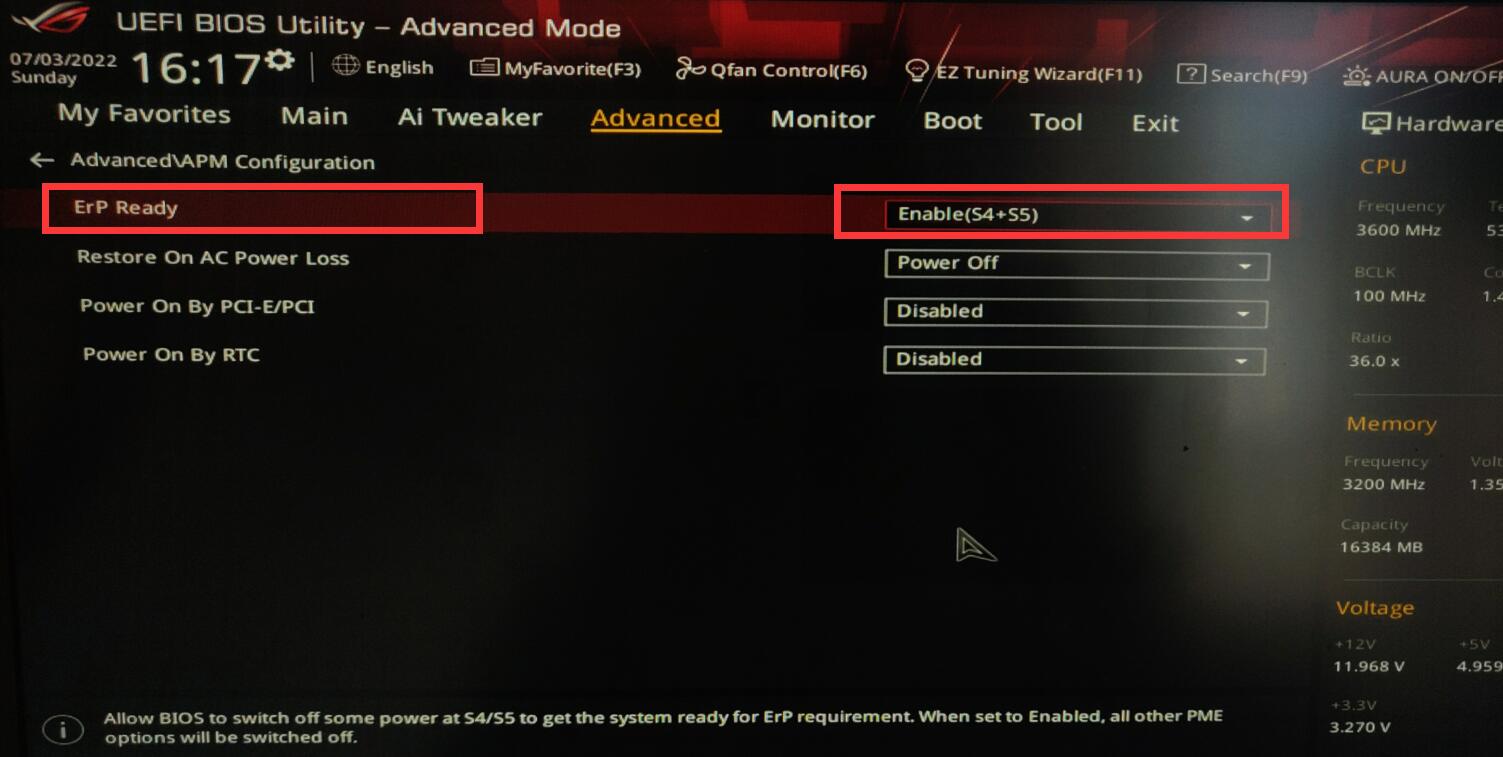 UEFI BIOS Utility – Advanced Mode
07/03/2022
Sunday
16:17
English
MyFavorite(F3)
Qfan Control(F6)
EZ Tuning Wizard(F11)
? Search(F9)
AURA ON/OFF
My Favorites Main Ai Tweaker Advanced Monitor Boot Tool Exit
Hardware
Advanced\APM Configuration
ErP Ready Enable(S4+S5)
Restore On AC Power Loss Power Off
Power On By PCI-E/PCI Disabled
Power On By RTC Disabled
CPU
Frequency
3600 MHz 53
BCLK
100 MHz 1.4
Ratio
36.0 x
Memory
Frequency Volt
3200 MHz 1.35
Capacity
16384 MB
Voltage
+12V +5V
11.968 V 4.959
+3.3V
3.270 V
Allow BIOS to switch off some power at S4/S5 to get the system ready for ErP requirement. When set to Enabled, all other PME
options will be switched off.